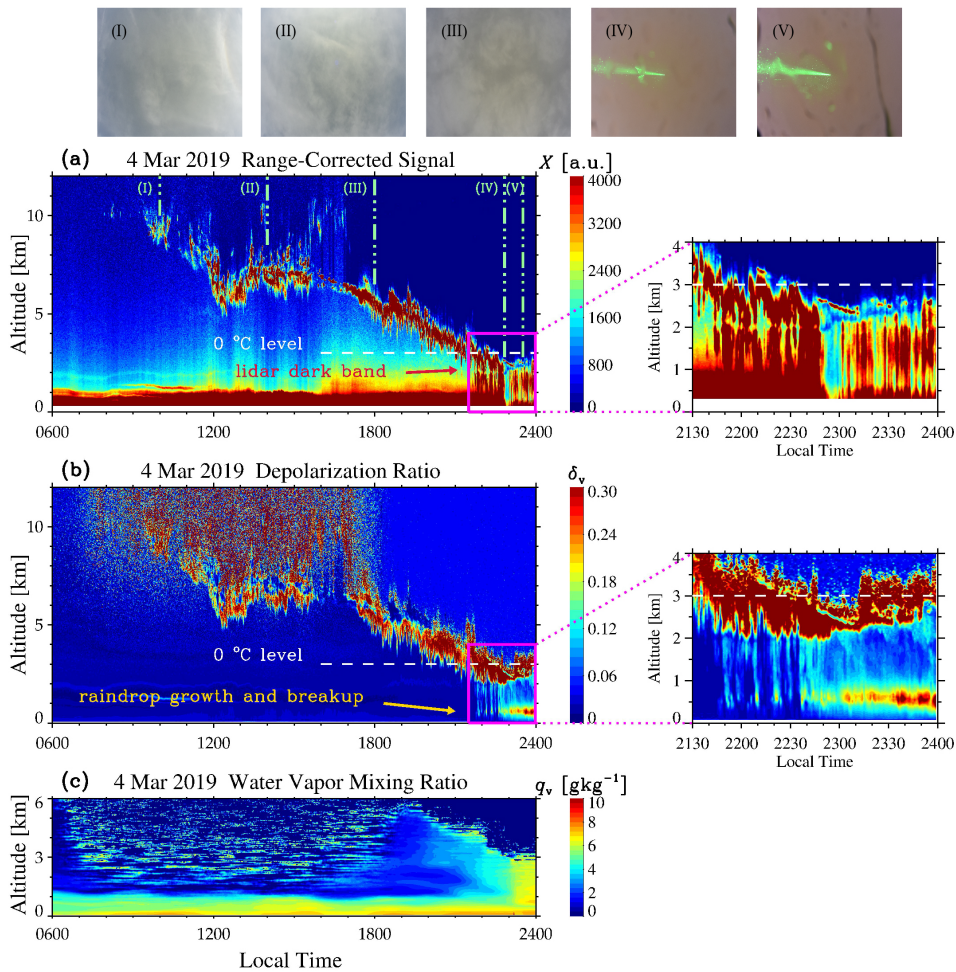 (I) (II) (III) (IV) (V)
(a) 4 Mar 2019 Range-Corrected Signal X [a.u.]
(I) (II) (III) (IV) (V)
Altitude [km]
10
5
0
0 °C level
lidar dark band
0600 1200 1800 2400
4000
3200
2400
1600
800
0
Altitude [km]
4
3
2
1
0
2130 2200 2230 2300 2330 2400
Local Time
(b) 4 Mar 2019 Depolarization Ratio δv
Altitude [km]
10
5
0
0 °C level
raindrop growth and breakup
0600 1200 1800 2400
0.30
0.24
0.18
0.12
0.06
0.00
Altitude [km]
4
3
2
1
0
2130 2200 2230 2300 2330 2400
Local Time
(c) 4 Mar 2019 Water Vapor Mixing Ratio qv [gkg⁻¹]
Altitude [km]
6
3
0
0600 1200 1800 2400
10
8
6
4
2
0
Local Time